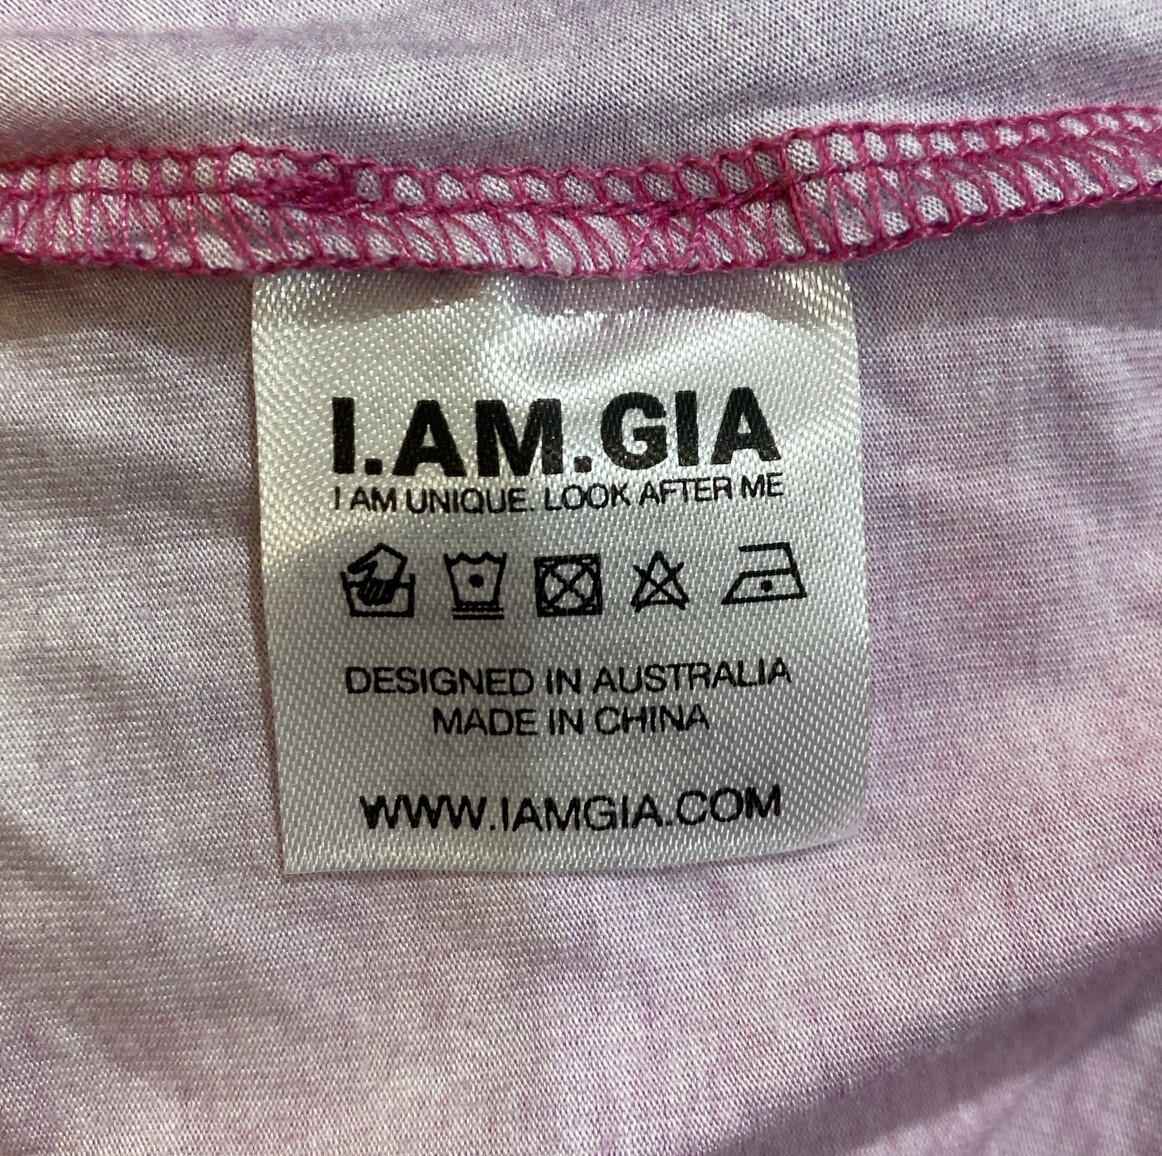 I.AM.GIA
I AM UNIQUE. LOOK AFTER ME
DESIGNED IN AUSTRALIA
MADE IN CHINA
WWW.IAMGIA.COM